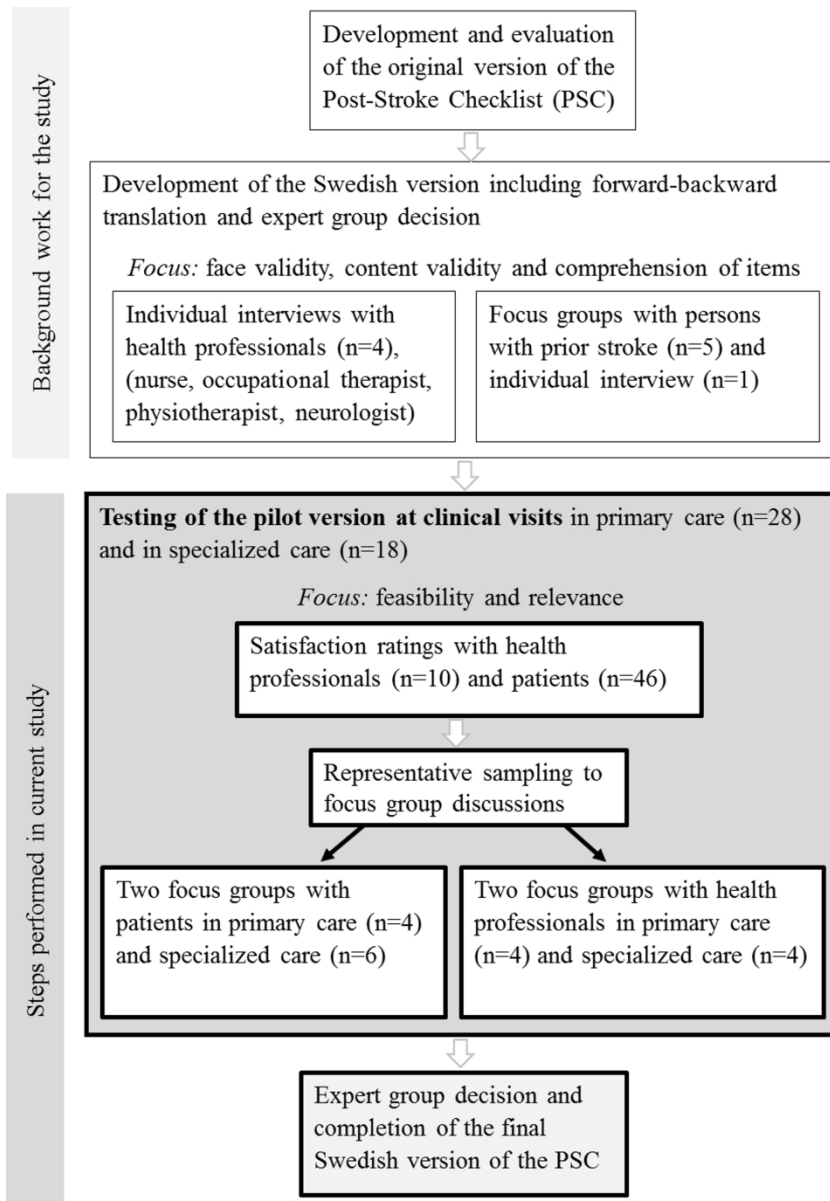 Background work for the study
Development and evaluation
of the original version of the
Post-Stroke Checklist (PSC)
Development of the Swedish version including forward-backward
translation and expert group decision
Focus: face validity, content validity and comprehension of items
Individual interviews with
health professionals (n=4),
(nurse, occupational therapist,
physiotherapist, neurologist)
Focus groups with persons
with prior stroke (n=5) and
individual interview (n=1)
Steps performed in current study
Testing of the pilot version at clinical visits in primary care (n=28)
and in specialized care (n=18)
Focus: feasibility and relevance
Satisfaction ratings with health
professionals (n=10) and patients (n=46)
Representative sampling to
focus group discussions
Two focus groups with
patients in primary care (n=4)
and specialized care (n=6)
Two focus groups with health
professionals in primary care
(n=4) and specialized care (n=4)
Expert group decision and
completion of the final
Swedish version of the PSC